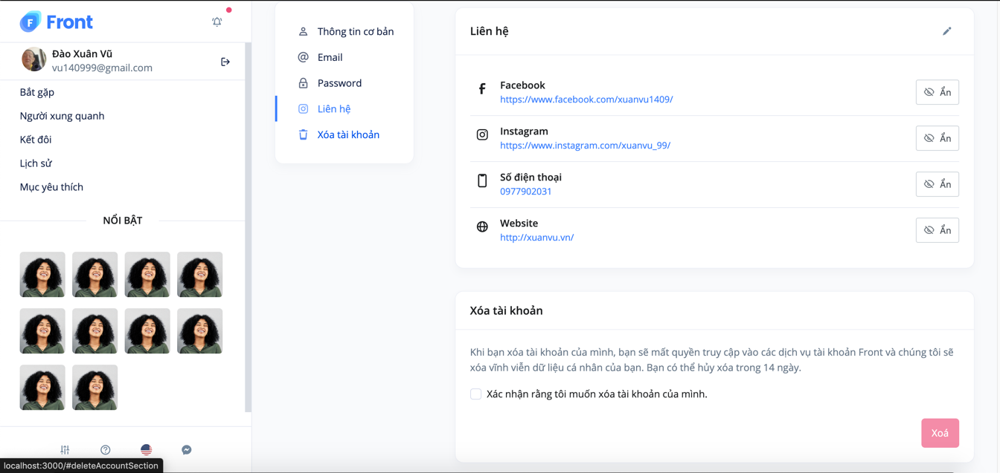 Front
Đào Xuân Vũ
vu140999@gmail.com
Bắt gặp
Người xung quanh
Kết đôi
Lịch sử
Mục yêu thích
NỔI BẬT
localhost:3000/#deleteAccountSection
Thông tin cơ bản
Email
Password
Liên hệ
Xóa tài khoản
Liên hệ
Facebook
https://www.facebook.com/xuanvu1409/
Ẩn
Instagram
https://www.instagram.com/xuanvu_99/
Ẩn
Số điện thoại
0977902031
Ẩn
Website
http://xuanvu.vn/
Ẩn
Xóa tài khoản
Khi bạn xóa tài khoản của mình, bạn sẽ mất quyền truy cập vào các dịch vụ tài khoản Front và chúng tôi sẽ
xóa vĩnh viễn dữ liệu cá nhân của bạn. Bạn có thể hủy xóa trong 14 ngày.
Xác nhận rằng tôi muốn xóa tài khoản của mình.
Xoá